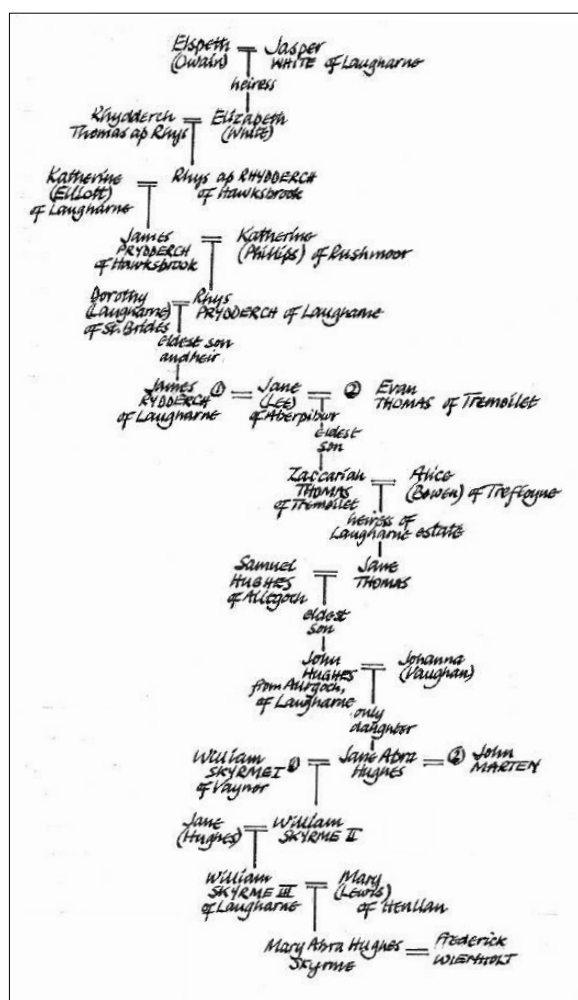 Elspeth = Jasper
(Owain) WHITE of Laugharne
heiress
Rhydderch = Elizabeth
Thomas ap Rhys (White)
Katherine = Rhys ap RHYDDERCH
(Elliott) of Hawksbrook
of Laugharne
James = Katherine
PRYDDERCH (Phillips) of Rushmoor
of Hawksbrook
Dorothy = Rhys
(Laugharne) PRYDDERCH of Laugharne
of St. Brides
eldest son
and heir
James ① = Jane = ② Evan
RYDDERCH (Lee) THOMAS of Tremoilet
of Laugharne of Aberpibwr
eldest
son
Zaccariah = Alice
THOMAS (Bowen) of Trefloyne
of Tremoilet
heiress of
Laugharne estate
Samuel = Jane
HUGHES THOMAS
of Alltgoch
eldest
son
John = Johanna
HUGHES (Vaughan)
from Alltgoch,
of Laugharne
only
daughter
William ① = Jane Abra = ② John
SKYRME I Hughes MARTEN
of Vaynor
Jane = William
(Hughes) SKYRME II
William = Mary
SKYRME III (Lewis)
of Laugharne of Henllan
Mary Abra Hughes = Frederick
Skyrme WIENHOLT